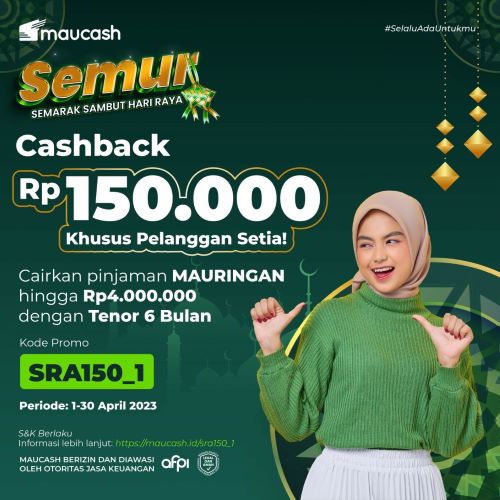 maucash
#SelaluAdaUntukmu
Semur
SEMARAK SAMBUT HARI RAYA
Cashback
Rp 150.000
Khusus Pelanggan Setia!
Cairkan pinjaman MAURINGAN
hingga Rp4.000.000
dengan Tenor 6 Bulan
Kode Promo
SRA150_1
Periode: 1-30 April 2023
S&K Berlaku
Informasi lebih lanjut: https://maucash.id/sra150_1
MAUCASH BERIZIN DAN DIAWASI
OLEH OTORITAS JASA KEUANGAN
afpi